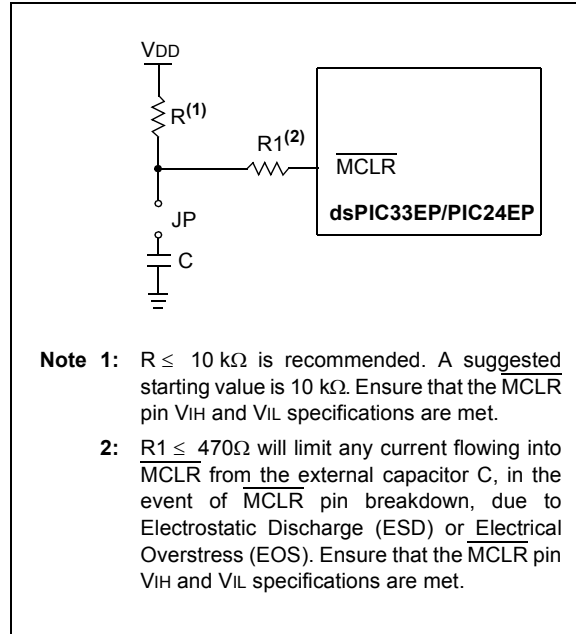 VDD
R(1)
R1(2)
MCLR
dsPIC33EP/PIC24EP
JP
C
Note 1: R ≤ 10 kΩ is recommended. A suggested
starting value is 10 kΩ. Ensure that the MCLR
pin VIH and VIL specifications are met.
2: R1 ≤ 470Ω will limit any current flowing into
MCLR from the external capacitor C, in the
event of MCLR pin breakdown, due to
Electrostatic Discharge (ESD) or Electrical
Overstress (EOS). Ensure that the MCLR pin
VIH and VIL specifications are met.